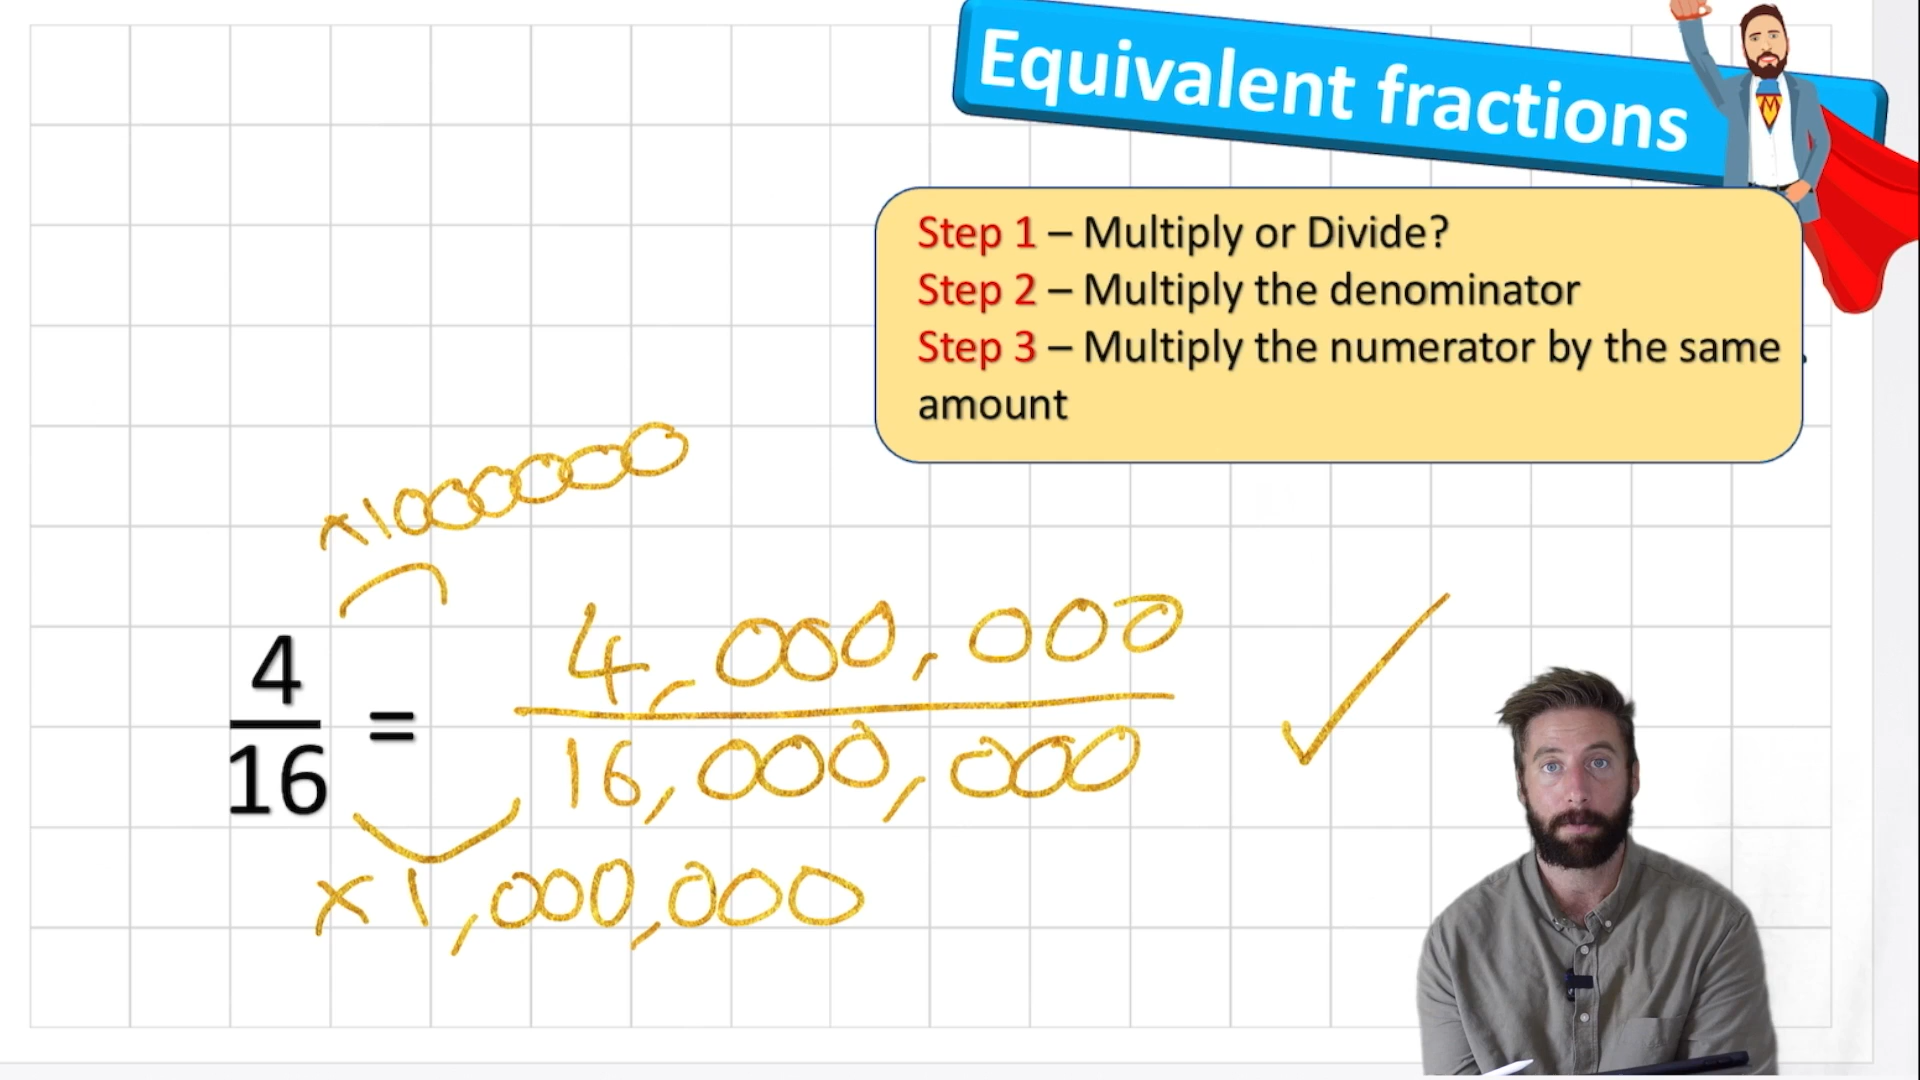 Equivalent fractions
M
Step 1 – Multiply or Divide?
Step 2 – Multiply the denominator
Step 3 – Multiply the numerator by the same
amount
×1000000
4
16
=
4,000,000
16,000,000
×1,000,000